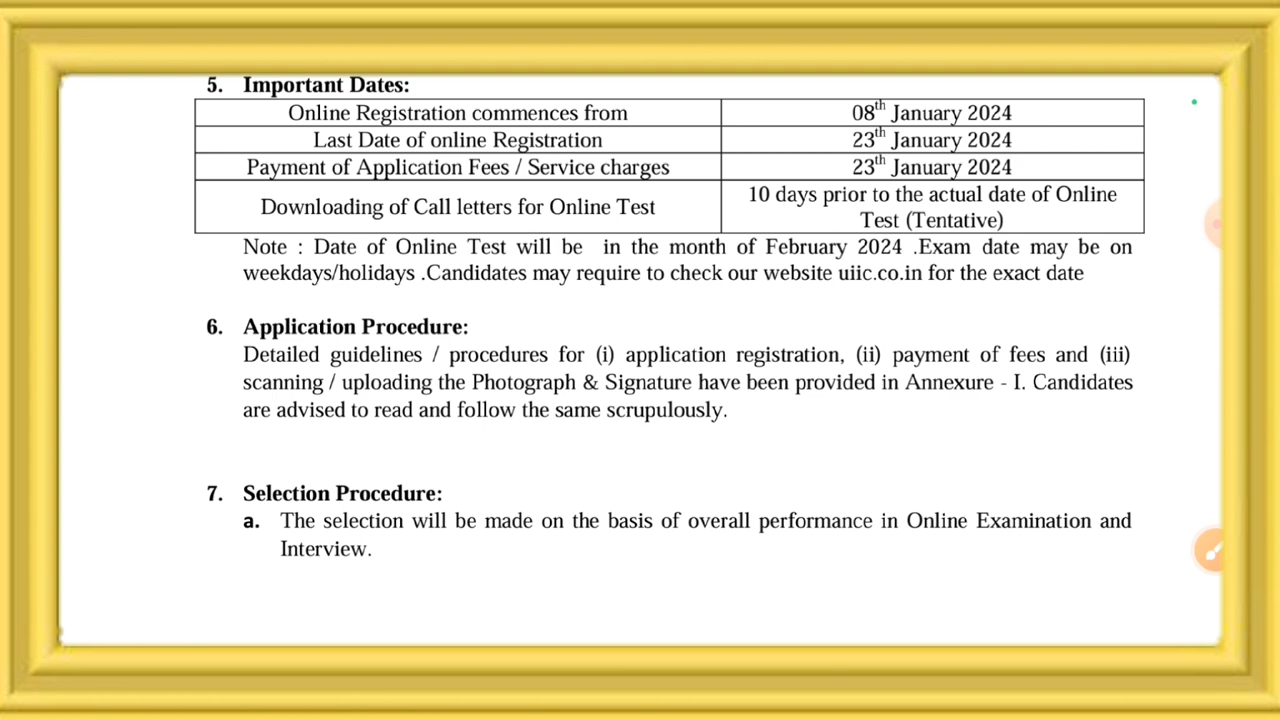 5. Important Dates:
Online Registration commences from 08th January 2024
Last Date of online Registration 23th January 2024
Payment of Application Fees / Service charges 23th January 2024
Downloading of Call letters for Online Test 10 days prior to the actual date of Online
Test (Tentative)
Note : Date of Online Test will be in the month of February 2024 .Exam date may be on
weekdays/holidays .Candidates may require to check our website uiic.co.in for the exact date
6. Application Procedure:
Detailed guidelines / procedures for (i) application registration, (ii) payment of fees and (iii)
scanning / uploading the Photograph & Signature have been provided in Annexure - I. Candidates
are advised to read and follow the same scrupulously.
7. Selection Procedure:
a. The selection will be made on the basis of overall performance in Online Examination and
Interview.